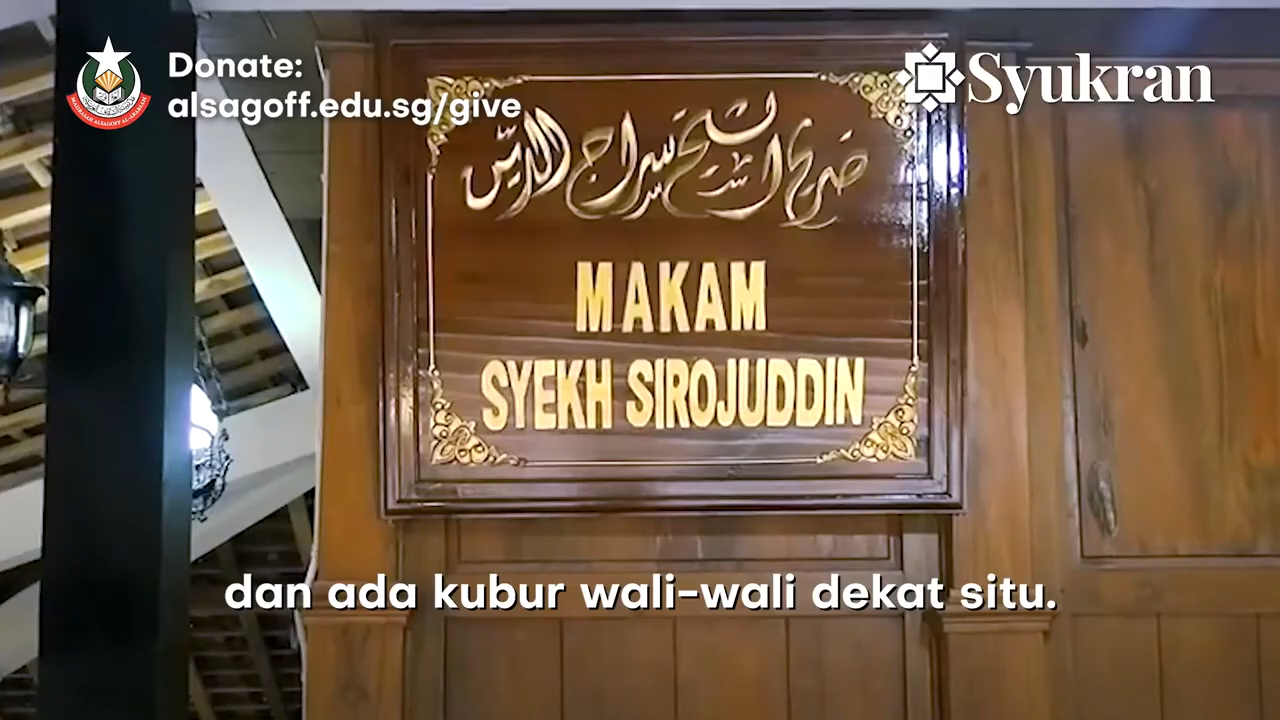 Donate:
alsagoff.edu.sg/give
Syukran
ضريح الشيخ سراج الدين
MAKAM
SYEKH SIROJUDDIN
dan ada kubur wali-wali dekat situ.